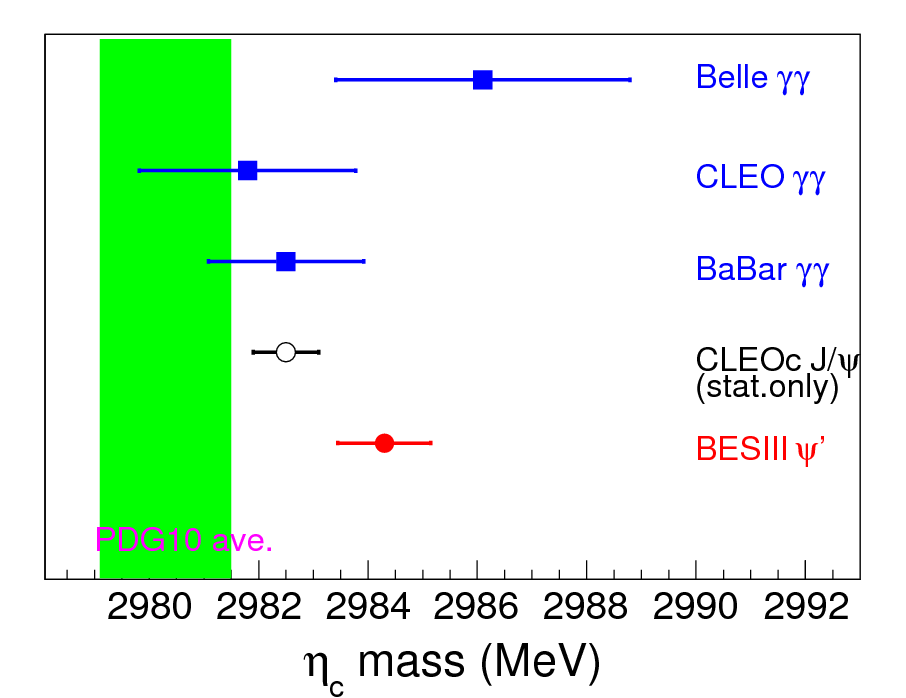 Belle γγ
CLEO γγ
BaBar γγ
CLEOc J/ψ
(stat.only)
BESIII ψ’
PDG10 ave.
2980 2982 2984 2986 2988 2990 2992
η_c mass (MeV)